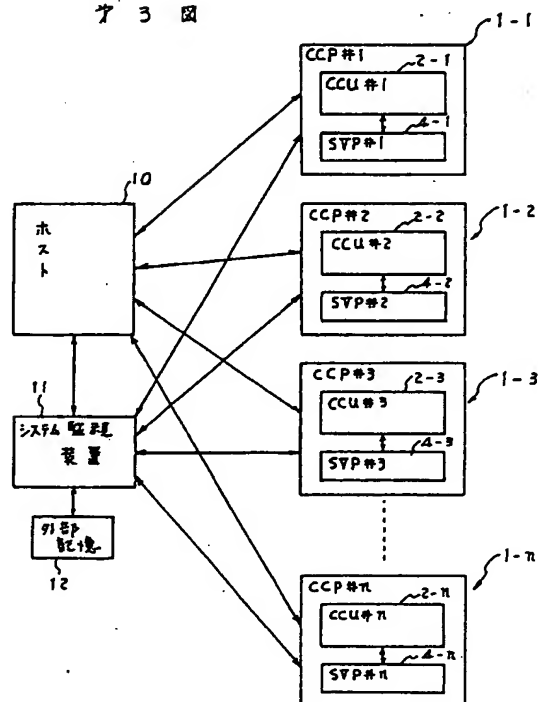 第 3 図
1-1
CCP#1
2-1
CCU#1
4-1
SVP#1
10
ホスト
CCP#2
2-2
1-2
CCU#2
4-2
SVP#2
11
システム監視
装置
CCP#3
2-3
1-3
CCU#3
4-3
SVP#3
外部
記憶
12
CCP#n
2-n
1-n
CCU#n
4-n
SVP#n